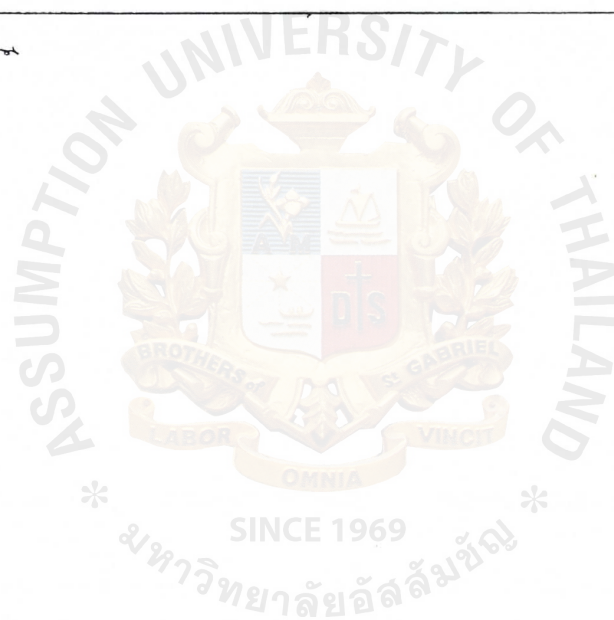 ASSUMPTION UNIVERSITY OF THAILAND
A M
D S
BROTHERS of St GABRIEL
LABOR OMNIA VINCIT
* SINCE 1969 *
มหาวิทยาลัยอัสสัมชัญ